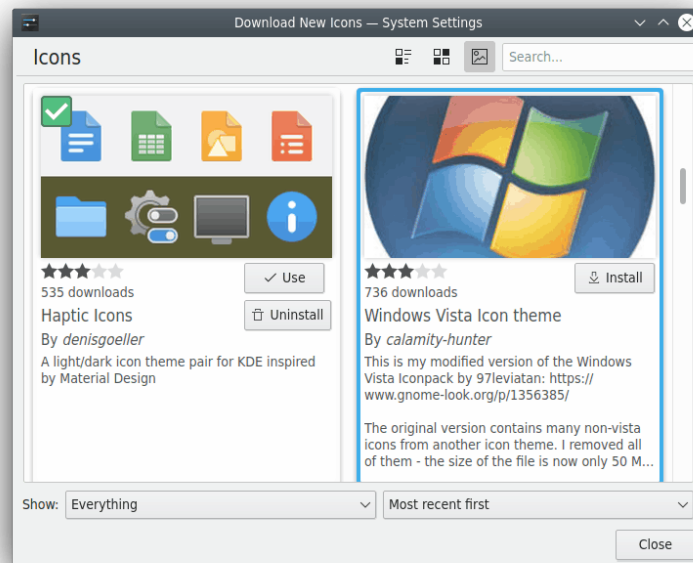 Download New Icons — System Settings
Icons
Search...
535 downloads
Use
Haptic Icons
Uninstall
By denisgoeller
A light/dark icon theme pair for KDE inspired
by Material Design
736 downloads
Install
Windows Vista Icon theme
By calamity-hunter
This is my modified version of the Windows
Vista Iconpack by 97leviatan: https://
www.gnome-look.org/p/1356385/
The original version contains many non-vista
icons from another icon theme. I removed all
of them - the size of the file is now only 50 M...
Show:
Everything
Most recent first
Close